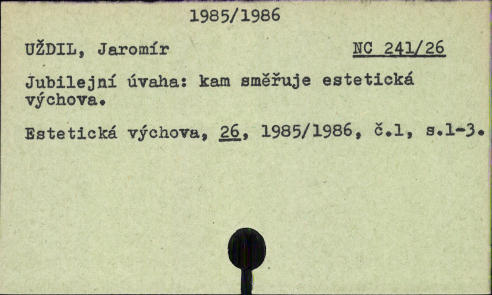 1985/1986
UŽDIL, Jaromír NC 241/26
Jubilejní úvaha: kam směřuje estetická
výchova.
Estetická výchova, 26, 1985/1986, č.1, s.1-3.